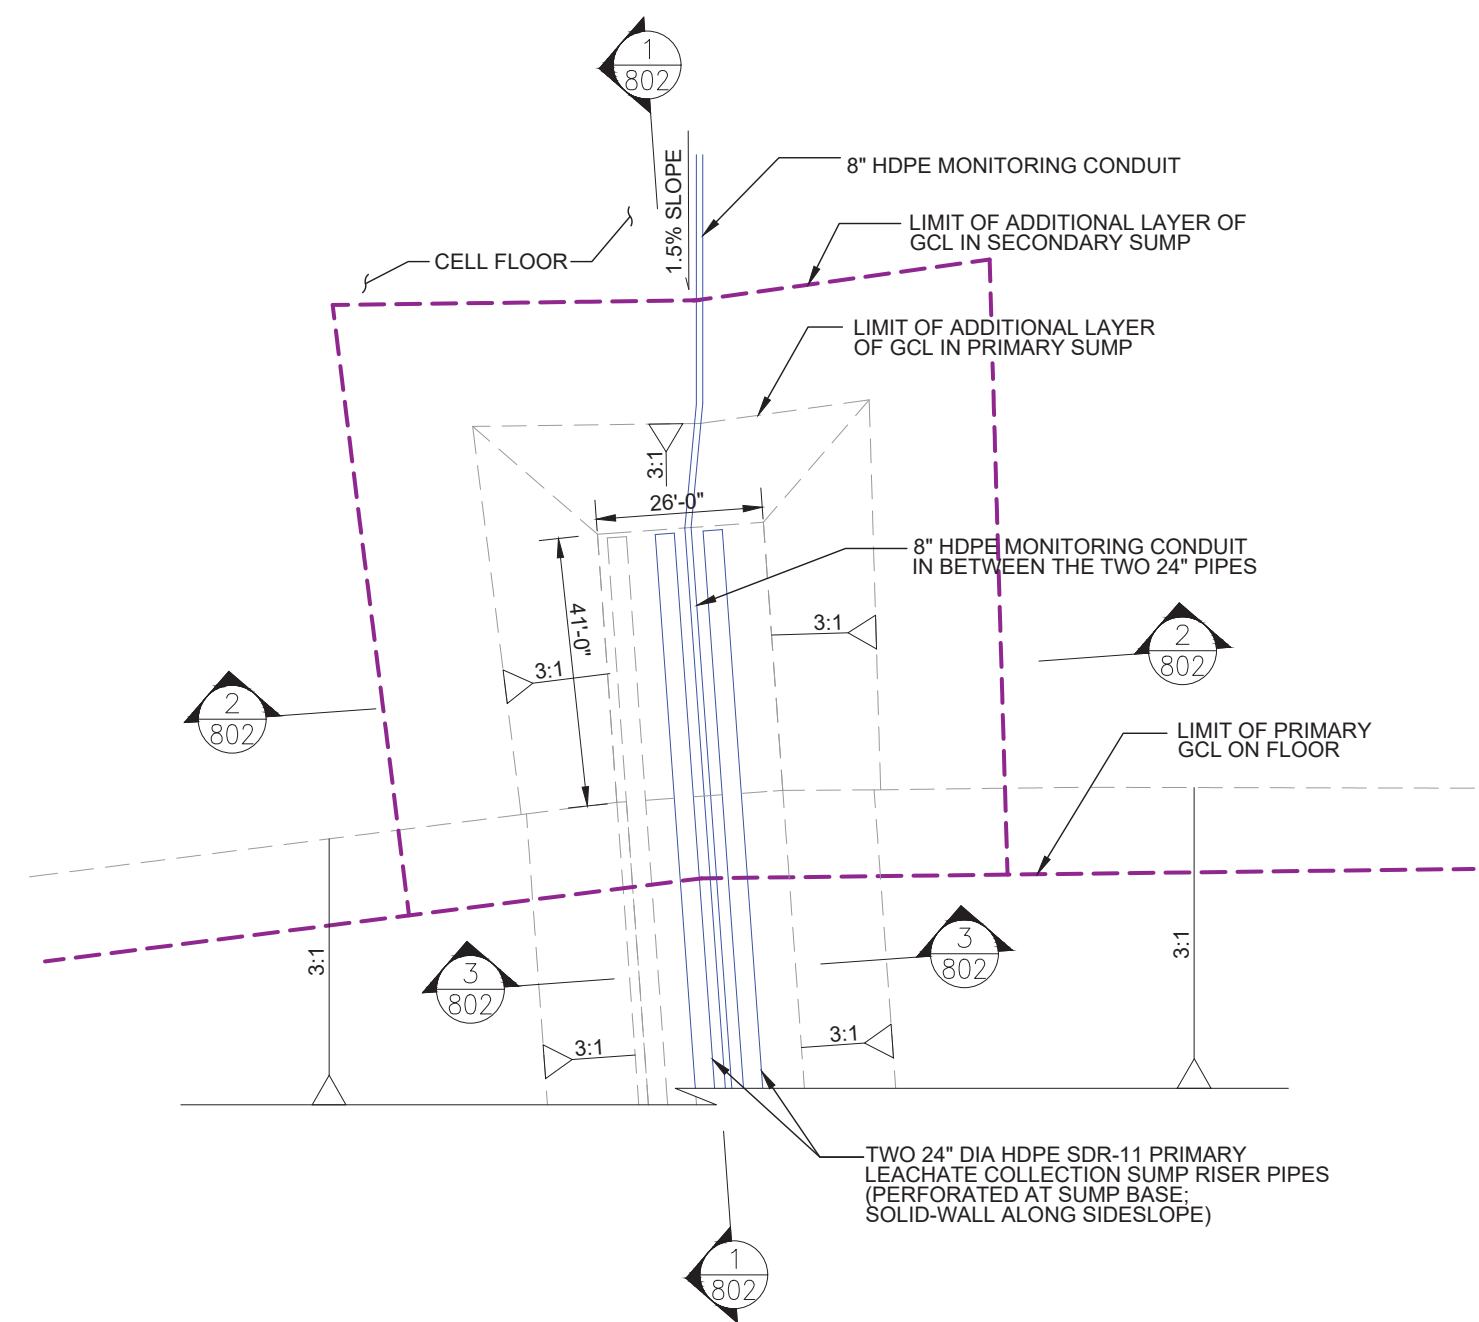 1
802
1.5% SLOPE
8" HDPE MONITORING CONDUIT
LIMIT OF ADDITIONAL LAYER OF
GCL IN SECONDARY SUMP
CELL FLOOR
LIMIT OF ADDITIONAL LAYER
OF GCL IN PRIMARY SUMP
3:1
26'-0"
8" HDPE MONITORING CONDUIT
IN BETWEEN THE TWO 24" PIPES
41'-0"
3:1
3:1
2
802
2
802
LIMIT OF PRIMARY
GCL ON FLOOR
3:1
3
802
3
802
3:1
3:1
3:1
TWO 24" DIA HDPE SDR-11 PRIMARY
LEACHATE COLLECTION SUMP RISER PIPES
(PERFORATED AT SUMP BASE;
SOLID-WALL ALONG SIDESLOPE)
1
802